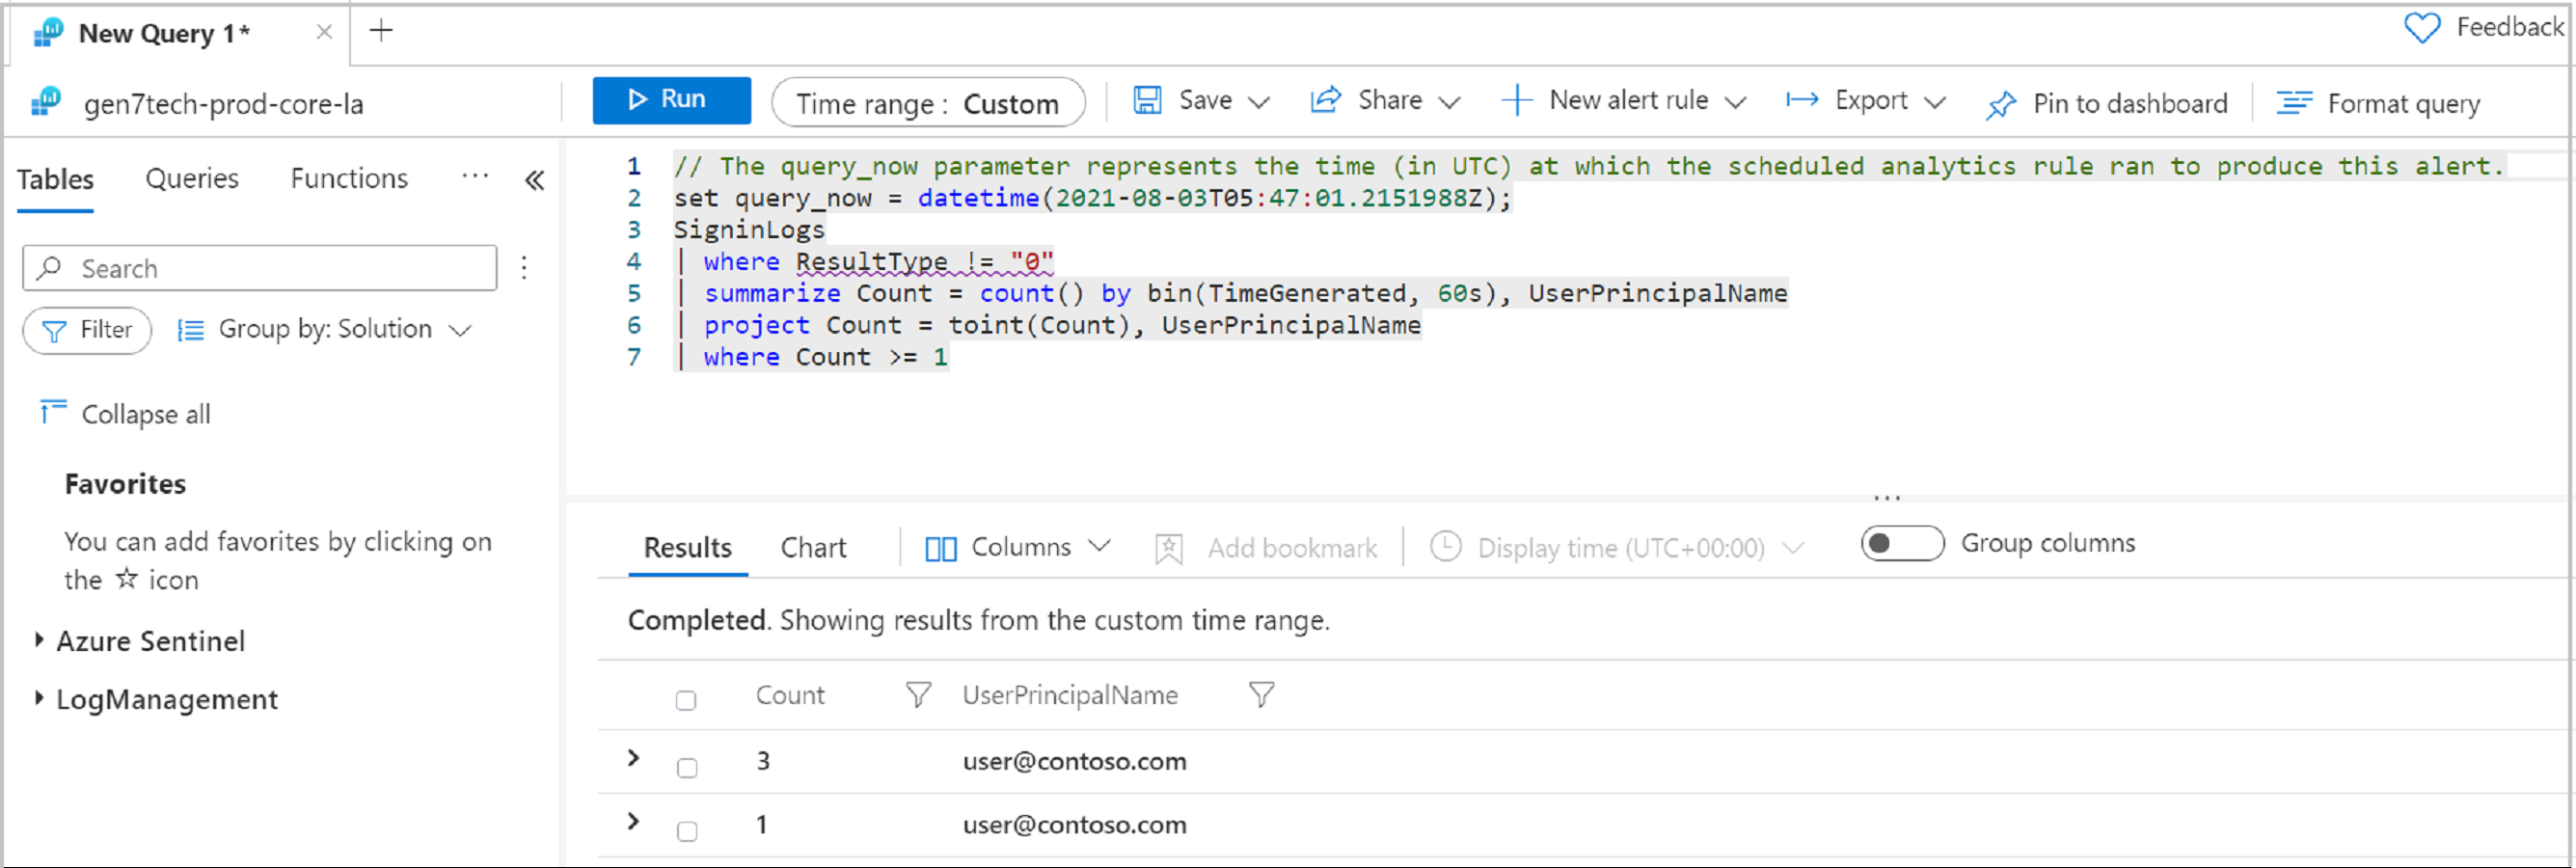 New Query 1*
Feedback
gen7tech-prod-core-la
Run
Time range : Custom
Save
Share
New alert rule
Export
Pin to dashboard
Format query
Tables
Queries
Functions
Search
Filter
Group by: Solution
Collapse all
Favorites
You can add favorites by clicking on
the ☆ icon
Azure Sentinel
LogManagement
1 // The query_now parameter represents the time (in UTC) at which the scheduled analytics rule ran to produce this alert.
2 set query_now = datetime(2021-08-03T05:47:01.2151988Z);
3 SigninLogs
4 | where ResultType != "0"
5 | summarize Count = count() by bin(TimeGenerated, 60s), UserPrincipalName
6 | project Count = toint(Count), UserPrincipalName
7 | where Count >= 1
Results
Chart
Columns
Add bookmark
Display time (UTC+00:00)
Group columns
Completed. Showing results from the custom time range.
Count UserPrincipalName
3 user@contoso.com
1 user@contoso.com